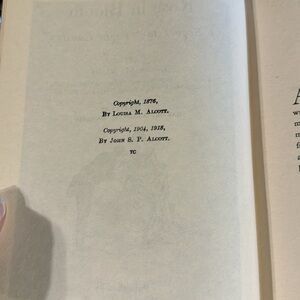 Copyright, 1876,
By Louisa M. Alcott.
Copyright, 1904, 1918,
By John S. P. Alcott.
YC
A